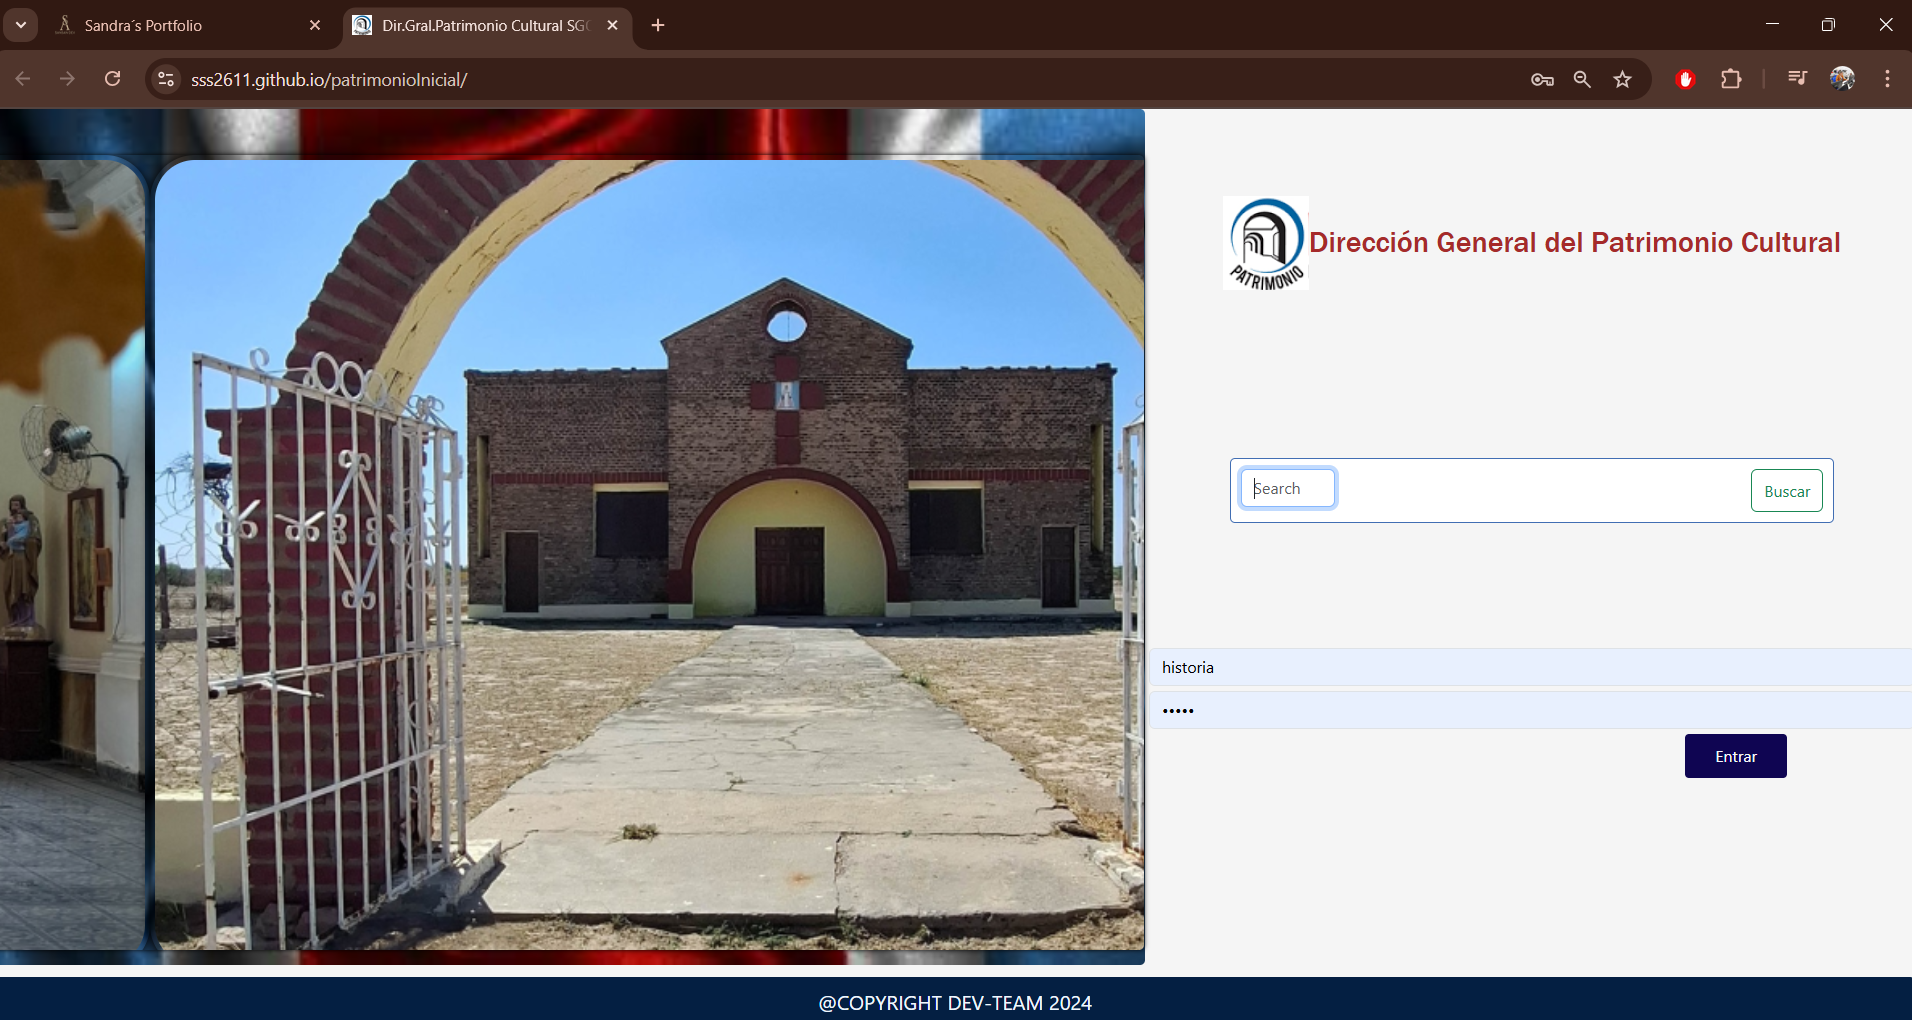 Sandra´s Portfolio
Dir.Gral.Patrimonio Cultural SG
sss2611.github.io/patrimonioInicial/
PATRIMONIO
Dirección General del Patrimonio Cultural
Search
Buscar
historia
•••••
Entrar
@COPYRIGHT DEV-TEAM 2024